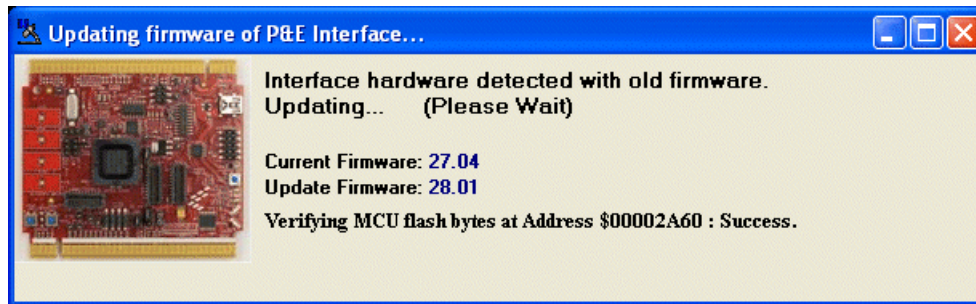 Updating firmware of P&E Interface...
Interface hardware detected with old firmware.
Updating... (Please Wait)
Current Firmware: 27.04
Update Firmware: 28.01
Verifying MCU flash bytes at Address $00002A60 : Success.